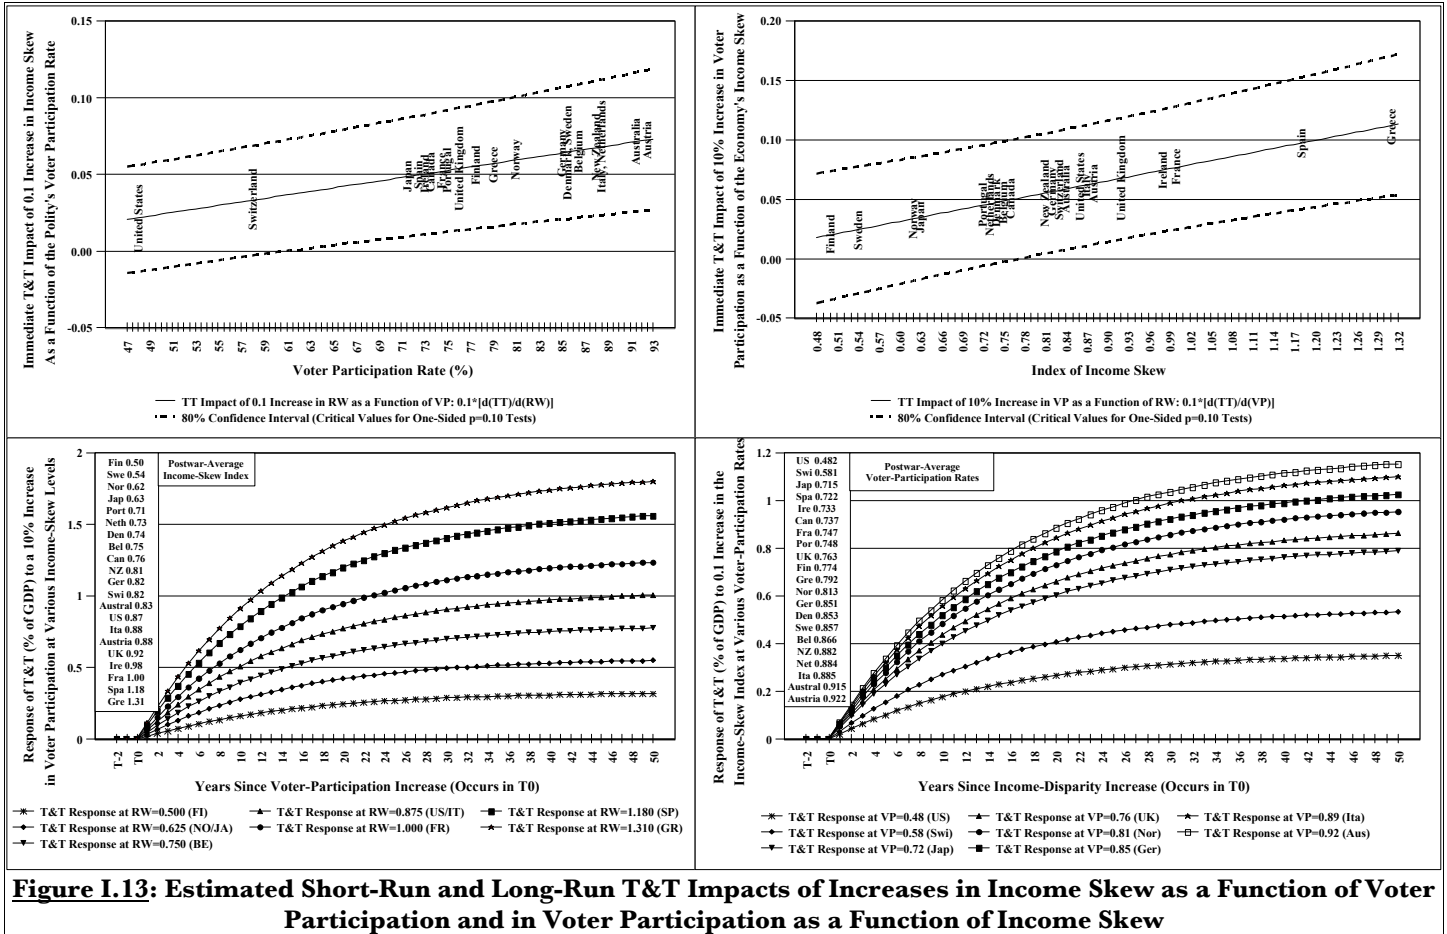 Immediate T&T Impact of 0.1 Increase in Income Skew
As a Function of the Polity's Voter Participation Rate
0.15
0.10
0.05
0.00
-0.05
United States
Switzerland
Japan
Spain
Ireland
Canada
France
Portugal
United Kingdom
Finland
Greece
Norway
Germany
Denmark, Sweden
Belgium
New Zealand
Italy, Netherlands
Australia
Austria
47 49 51 53 55 57 59 61 63 65 67 69 71 73 75 77 79 81 83 85 87 89 91 93
Voter Participation Rate (%)
TT Impact of 0.1 Increase in RW as a Function of VP: 0.1*[d(TT)/d(RW)]
80% Confidence Interval (Critical Values for One-Sided p=0.10 Tests)
Immediate T&T Impact of 10% Increase in Voter
Participation as a Function of the Economy's Income Skew
0.20
0.15
0.10
0.05
0.00
-0.05
Finland
Sweden
Norway
Japan
Portugal
Netherlands
Denmark
Belgium
Canada
New Zealand
Germany
Switzerland
Australia
United States
Italy
Austria
United Kingdom
Ireland
France
Spain
Greece
0.48 0.51 0.54 0.57 0.60 0.63 0.66 0.69 0.72 0.75 0.78 0.81 0.84 0.87 0.90 0.93 0.96 0.99 1.02 1.05 1.08 1.11 1.14 1.17 1.20 1.23 1.26 1.29 1.32
Index of Income Skew
TT Impact of 10% Increase in VP as a Function of RW: 0.1*[d(TT)/d(VP)]
80% Confidence Interval (Critical Values for One-Sided p=0.10 Tests)
Response of T&T (% of GDP) to a 10% Increase
in Voter Participation at Various Income-Skew Levels
2
1.5
1
0.5
0
Fin 0.50
Swe 0.54
Nor 0.62
Jap 0.63
Port 0.71
Neth 0.73
Den 0.74
Bel 0.75
Can 0.76
NZ 0.81
Ger 0.82
Swi 0.82
Austral 0.83
US 0.87
Ita 0.88
Austria 0.88
UK 0.92
Ire 0.98
Fra 1.00
Spa 1.18
Gre 1.31
Postwar-Average
Income-Skew Index
T-2 T0 2 4 6 8 10 12 14 16 18 20 22 24 26 28 30 32 34 36 38 40 42 44 46 48 50
Years Since Voter-Participation Increase (Occurs in T0)
T&T Response at RW=0.500 (FI)
T&T Response at RW=0.875 (US/IT)
T&T Response at RW=1.180 (SP)
T&T Response at RW=0.625 (NO/JA)
T&T Response at RW=1.000 (FR)
T&T Response at RW=1.310 (GR)
T&T Response at RW=0.750 (BE)
Response of T&T (% of GDP) to 0.1 Increase in the
Income-Skew Index at Various Voter-Participation Rates
1.2
1
0.8
0.6
0.4
0.2
0
US 0.482
Swi 0.581
Jap 0.715
Spa 0.722
Ire 0.733
Can 0.737
Fra 0.747
Por 0.748
UK 0.763
Fin 0.774
Gre 0.792
Nor 0.813
Ger 0.851
Den 0.853
Swe 0.857
Bel 0.866
NZ 0.882
Net 0.884
Ita 0.885
Austral 0.915
Austria 0.922
Postwar-Average
Voter-Participation Rates
T-2 T0 2 4 6 8 10 12 14 16 18 20 22 24 26 28 30 32 34 36 38 40 42 44 46 48 50
Years Since Income-Disparity Increase (Occurs in T0)
T&T Response at VP=0.48 (US)
T&T Response at VP=0.76 (UK)
T&T Response at VP=0.89 (Ita)
T&T Response at VP=0.58 (Swi)
T&T Response at VP=0.81 (Nor)
T&T Response at VP=0.92 (Aus)
T&T Response at VP=0.72 (Jap)
T&T Response at VP=0.85 (Ger)
Figure I.13: Estimated Short-Run and Long-Run T&T Impacts of Increases in Income Skew as a Function of Voter
Participation and in Voter Participation as a Function of Income Skew